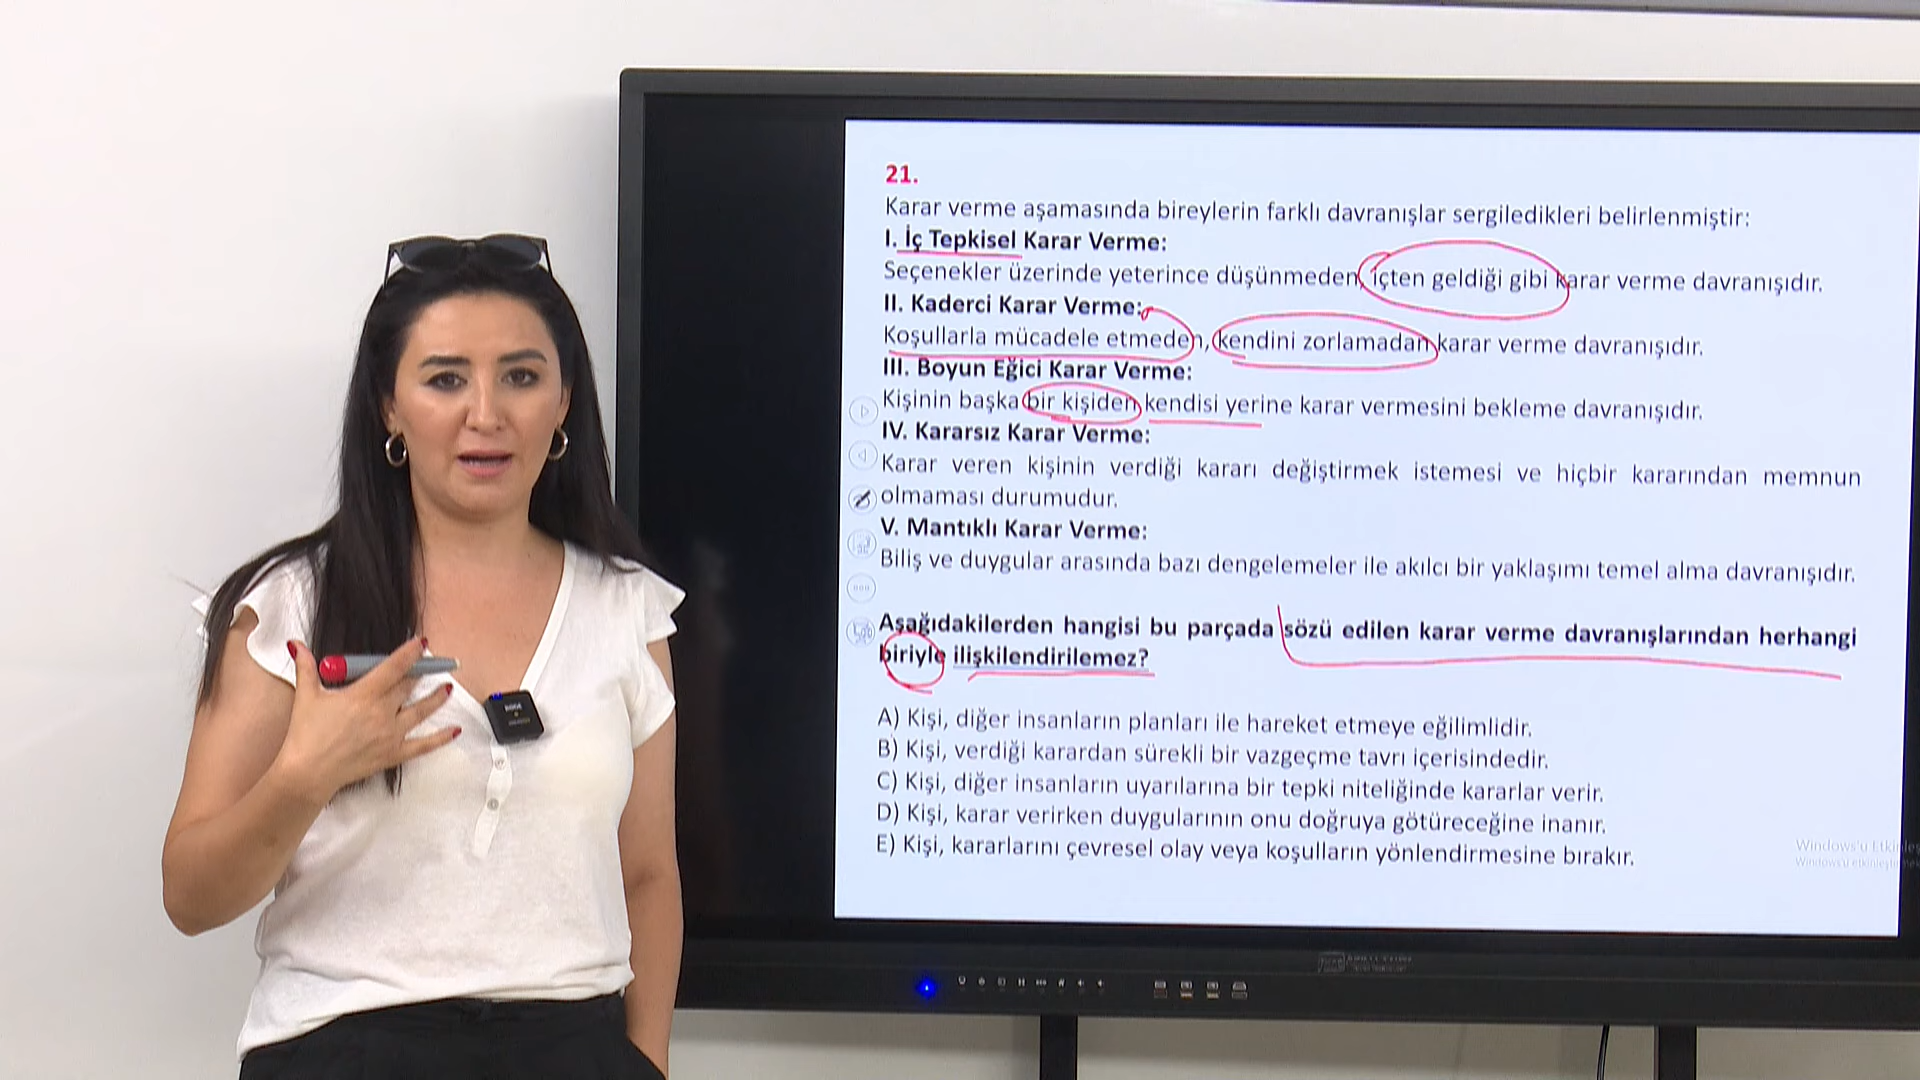 21.
Karar verme aşamasında bireylerin farklı davranışlar sergiledikleri belirlenmiştir:
I. İç Tepkisel Karar Verme:
Seçenekler üzerinde yeterince düşünmeden, içten geldiği gibi karar verme davranışıdır.
II. Kaderci Karar Verme:
Koşullarla mücadele etmeden, kendini zorlamadan karar verme davranışıdır.
III. Boyun Eğici Karar Verme:
Kişinin başka bir kişiden kendisi yerine karar vermesini bekleme davranışıdır.
IV. Kararsız Karar Verme:
Karar veren kişinin verdiği kararı değiştirmek istemesi ve hiçbir kararından memnun
olmaması durumudur.
V. Mantıklı Karar Verme:
Biliş ve duygular arasında bazı dengelemeler ile akılcı bir yaklaşımı temel alma davranışıdır.
Aşağıdakilerden hangisi bu parçada sözü edilen karar verme davranışlarından herhangi
biriyle ilişkilendirilemez?
A) Kişi, diğer insanların planları ile hareket etmeye eğilimlidir.
B) Kişi, verdiği karardan sürekli bir vazgeçme tavrı içerisindedir.
C) Kişi, diğer insanların uyarılarına bir tepki niteliğinde kararlar verir.
D) Kişi, karar verirken duygularının onu doğruya götüreceğine inanır.
E) Kişi, kararlarını çevresel olay veya koşulların yönlendirmesine bırakır.
Windows'u Etkinleş